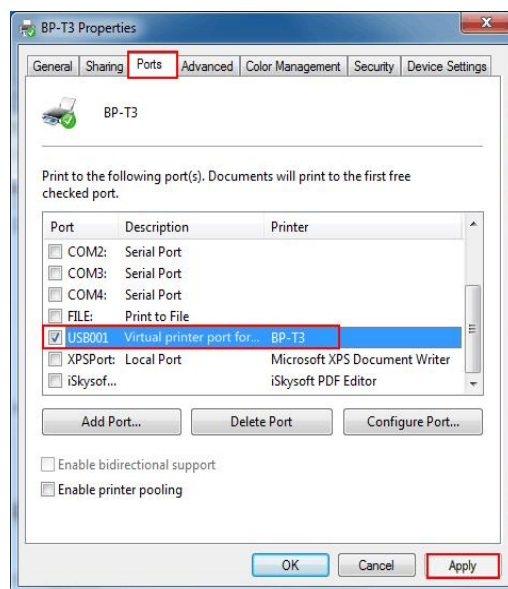 BP-T3 Properties
General Sharing Ports Advanced Color Management Security Device Settings
BP-T3
Print to the following port(s). Documents will print to the first free
checked port.
Port Description Printer
COM2: Serial Port
COM3: Serial Port
COM4: Serial Port
FILE: Print to File
USB001 Virtual printer port for... BP-T3
XPSPort: Local Port Microsoft XPS Document Writer
iSkysof... iSkysoft PDF Editor
Add Port... Delete Port Configure Port...
Enable bidirectional support
Enable printer pooling
OK Cancel Apply